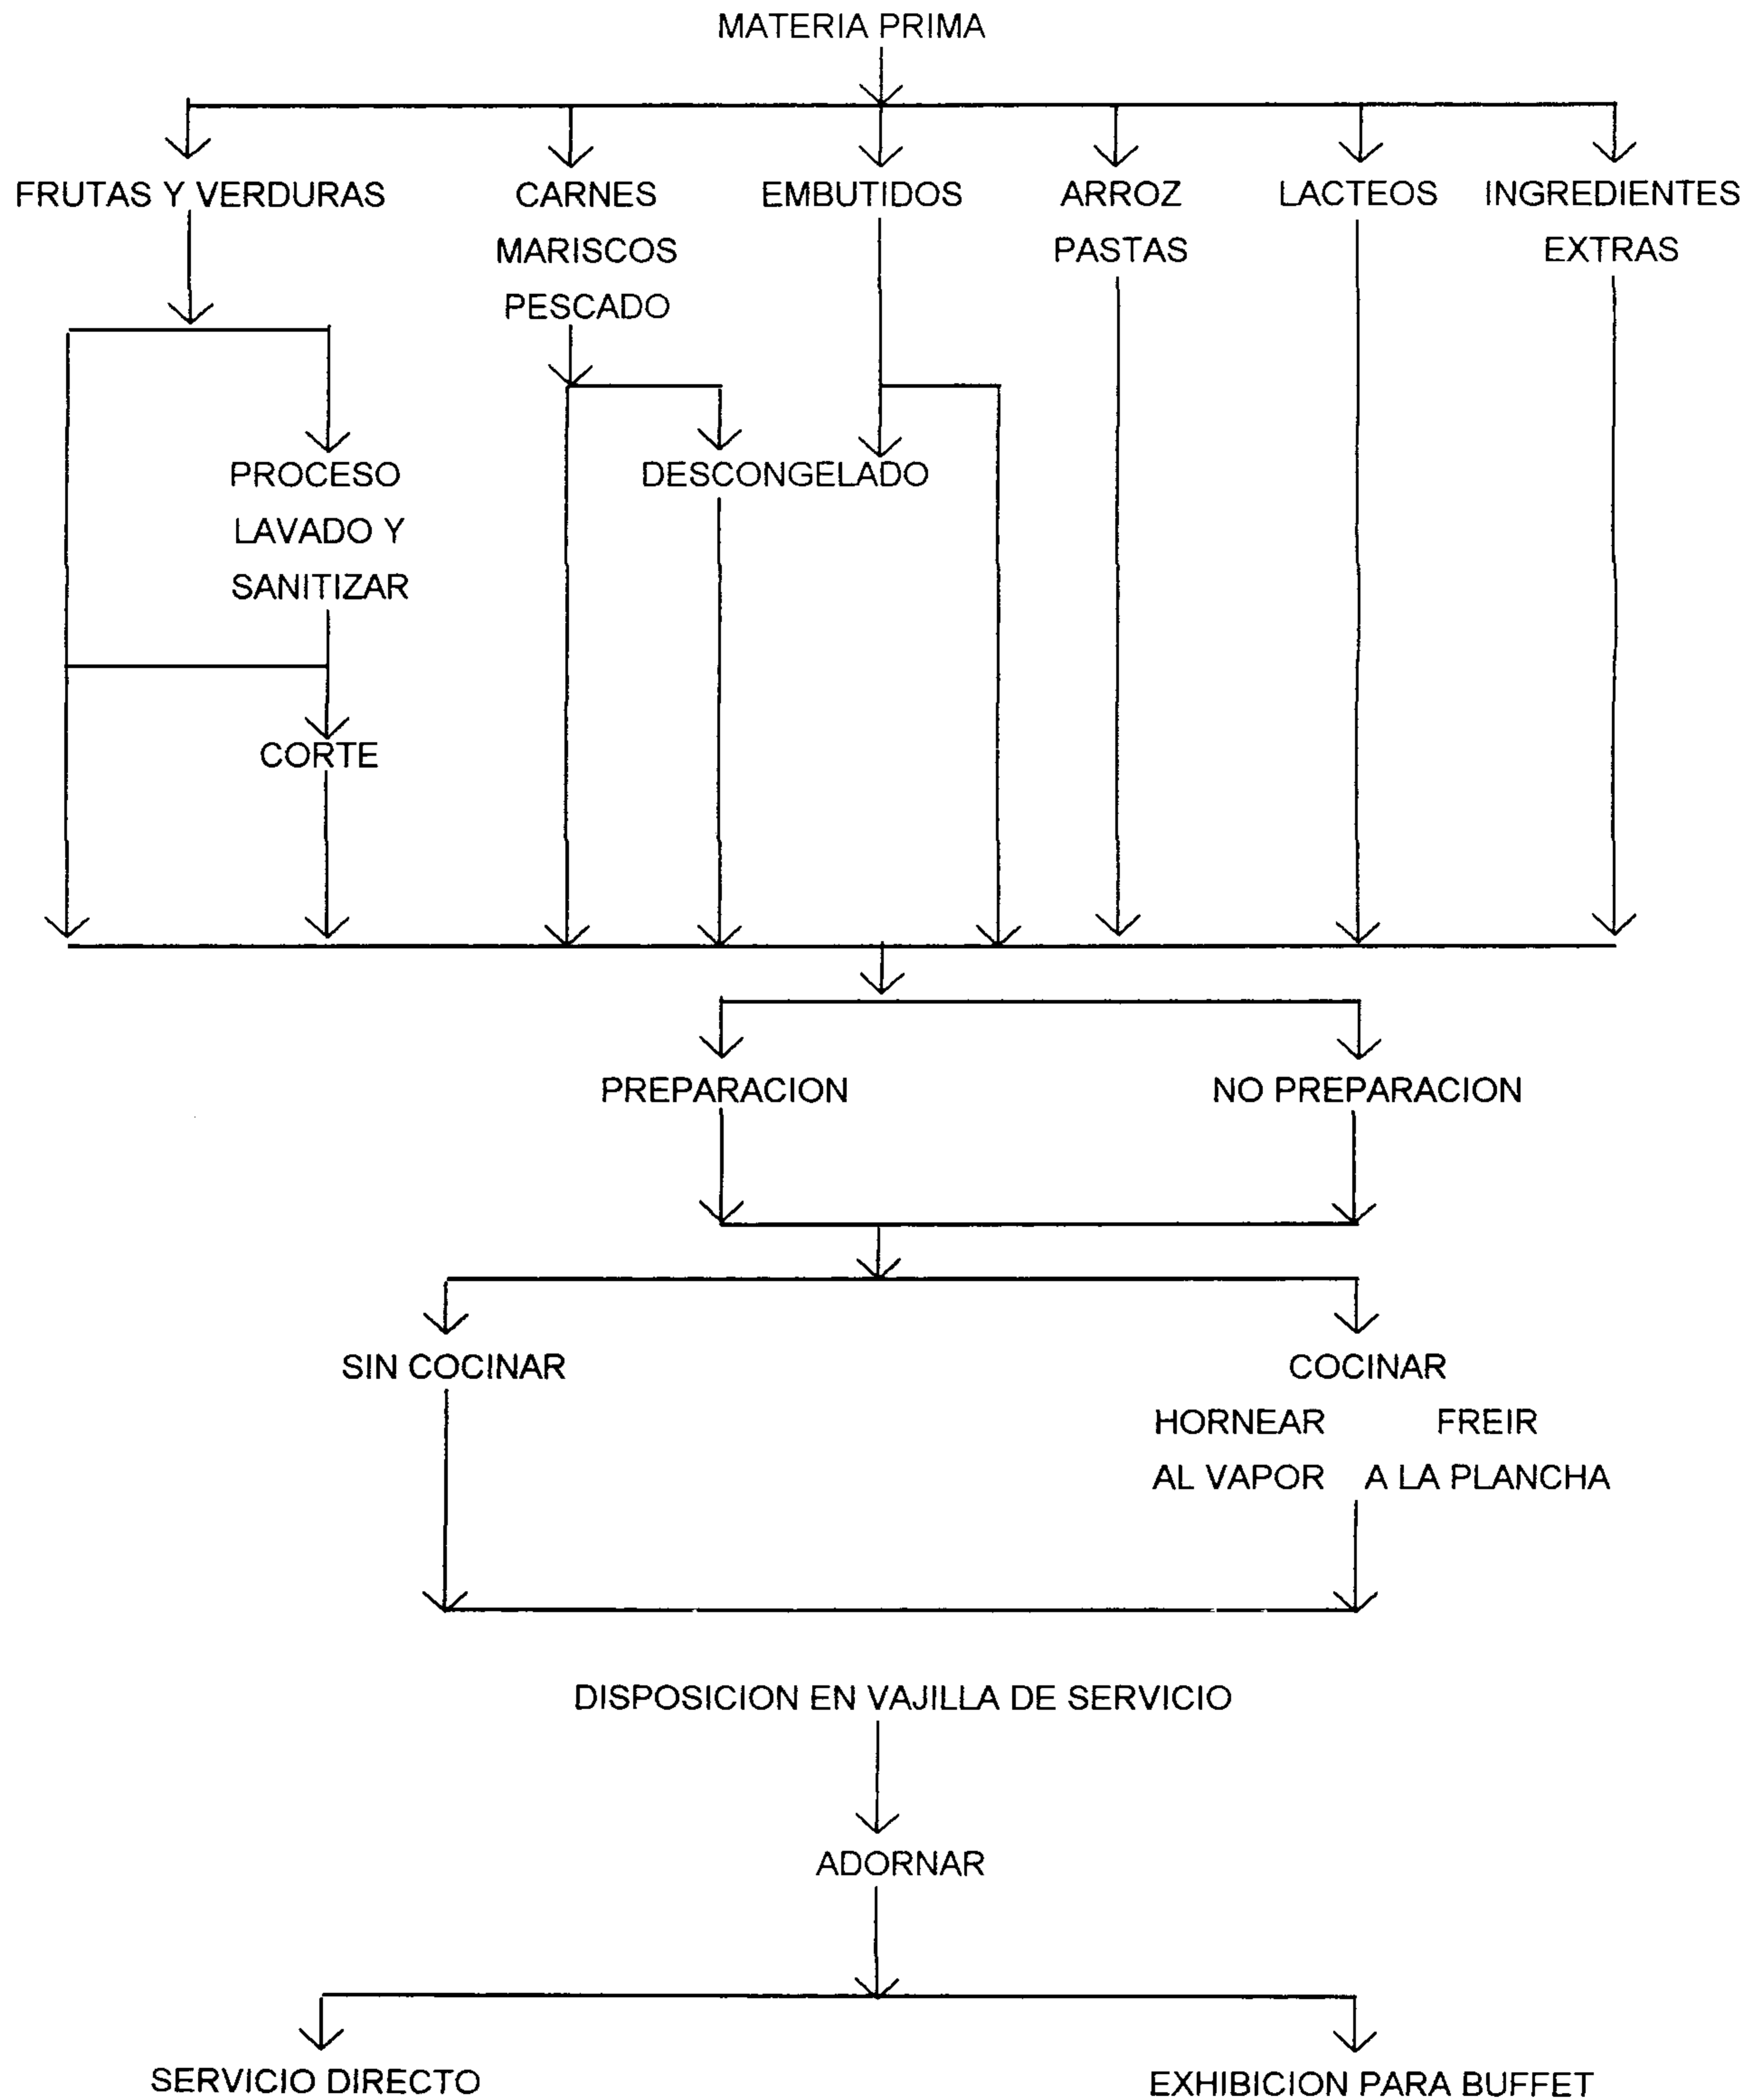 MATERIA PRIMA
FRUTAS Y VERDURAS
CARNES
MARISCOS
PESCADO
EMBUTIDOS
ARROZ
PASTAS
LACTEOS
INGREDIENTES
EXTRAS
PROCESO
LAVADO Y
SANITIZAR
DESCONGELADO
CORTE
PREPARACION
NO PREPARACION
SIN COCINAR
COCINAR
HORNEAR FREIR
AL VAPOR A LA PLANCHA
DISPOSICION EN VAJILLA DE SERVICIO
ADORNAR
SERVICIO DIRECTO
EXHIBICION PARA BUFFET